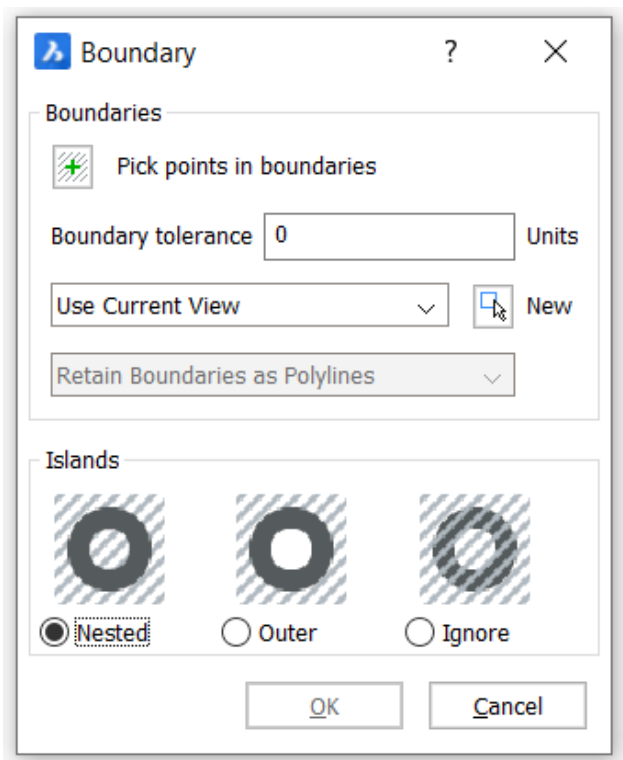 Boundary ?
Boundaries
Pick points in boundaries
Boundary tolerance 0 Units
Use Current View New
Retain Boundaries as Polylines
Islands
Nested Outer Ignore
OK Cancel